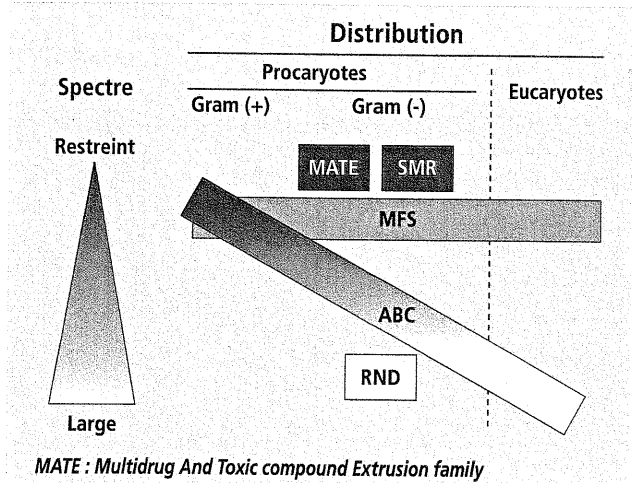 Distribution
Spectre
Procaryotes
Eucaryotes
Gram (+) Gram (-)
Restreint
MATE SMR
MFS
ABC
RND
Large
MATE : Multidrug And Toxic compound Extrusion family